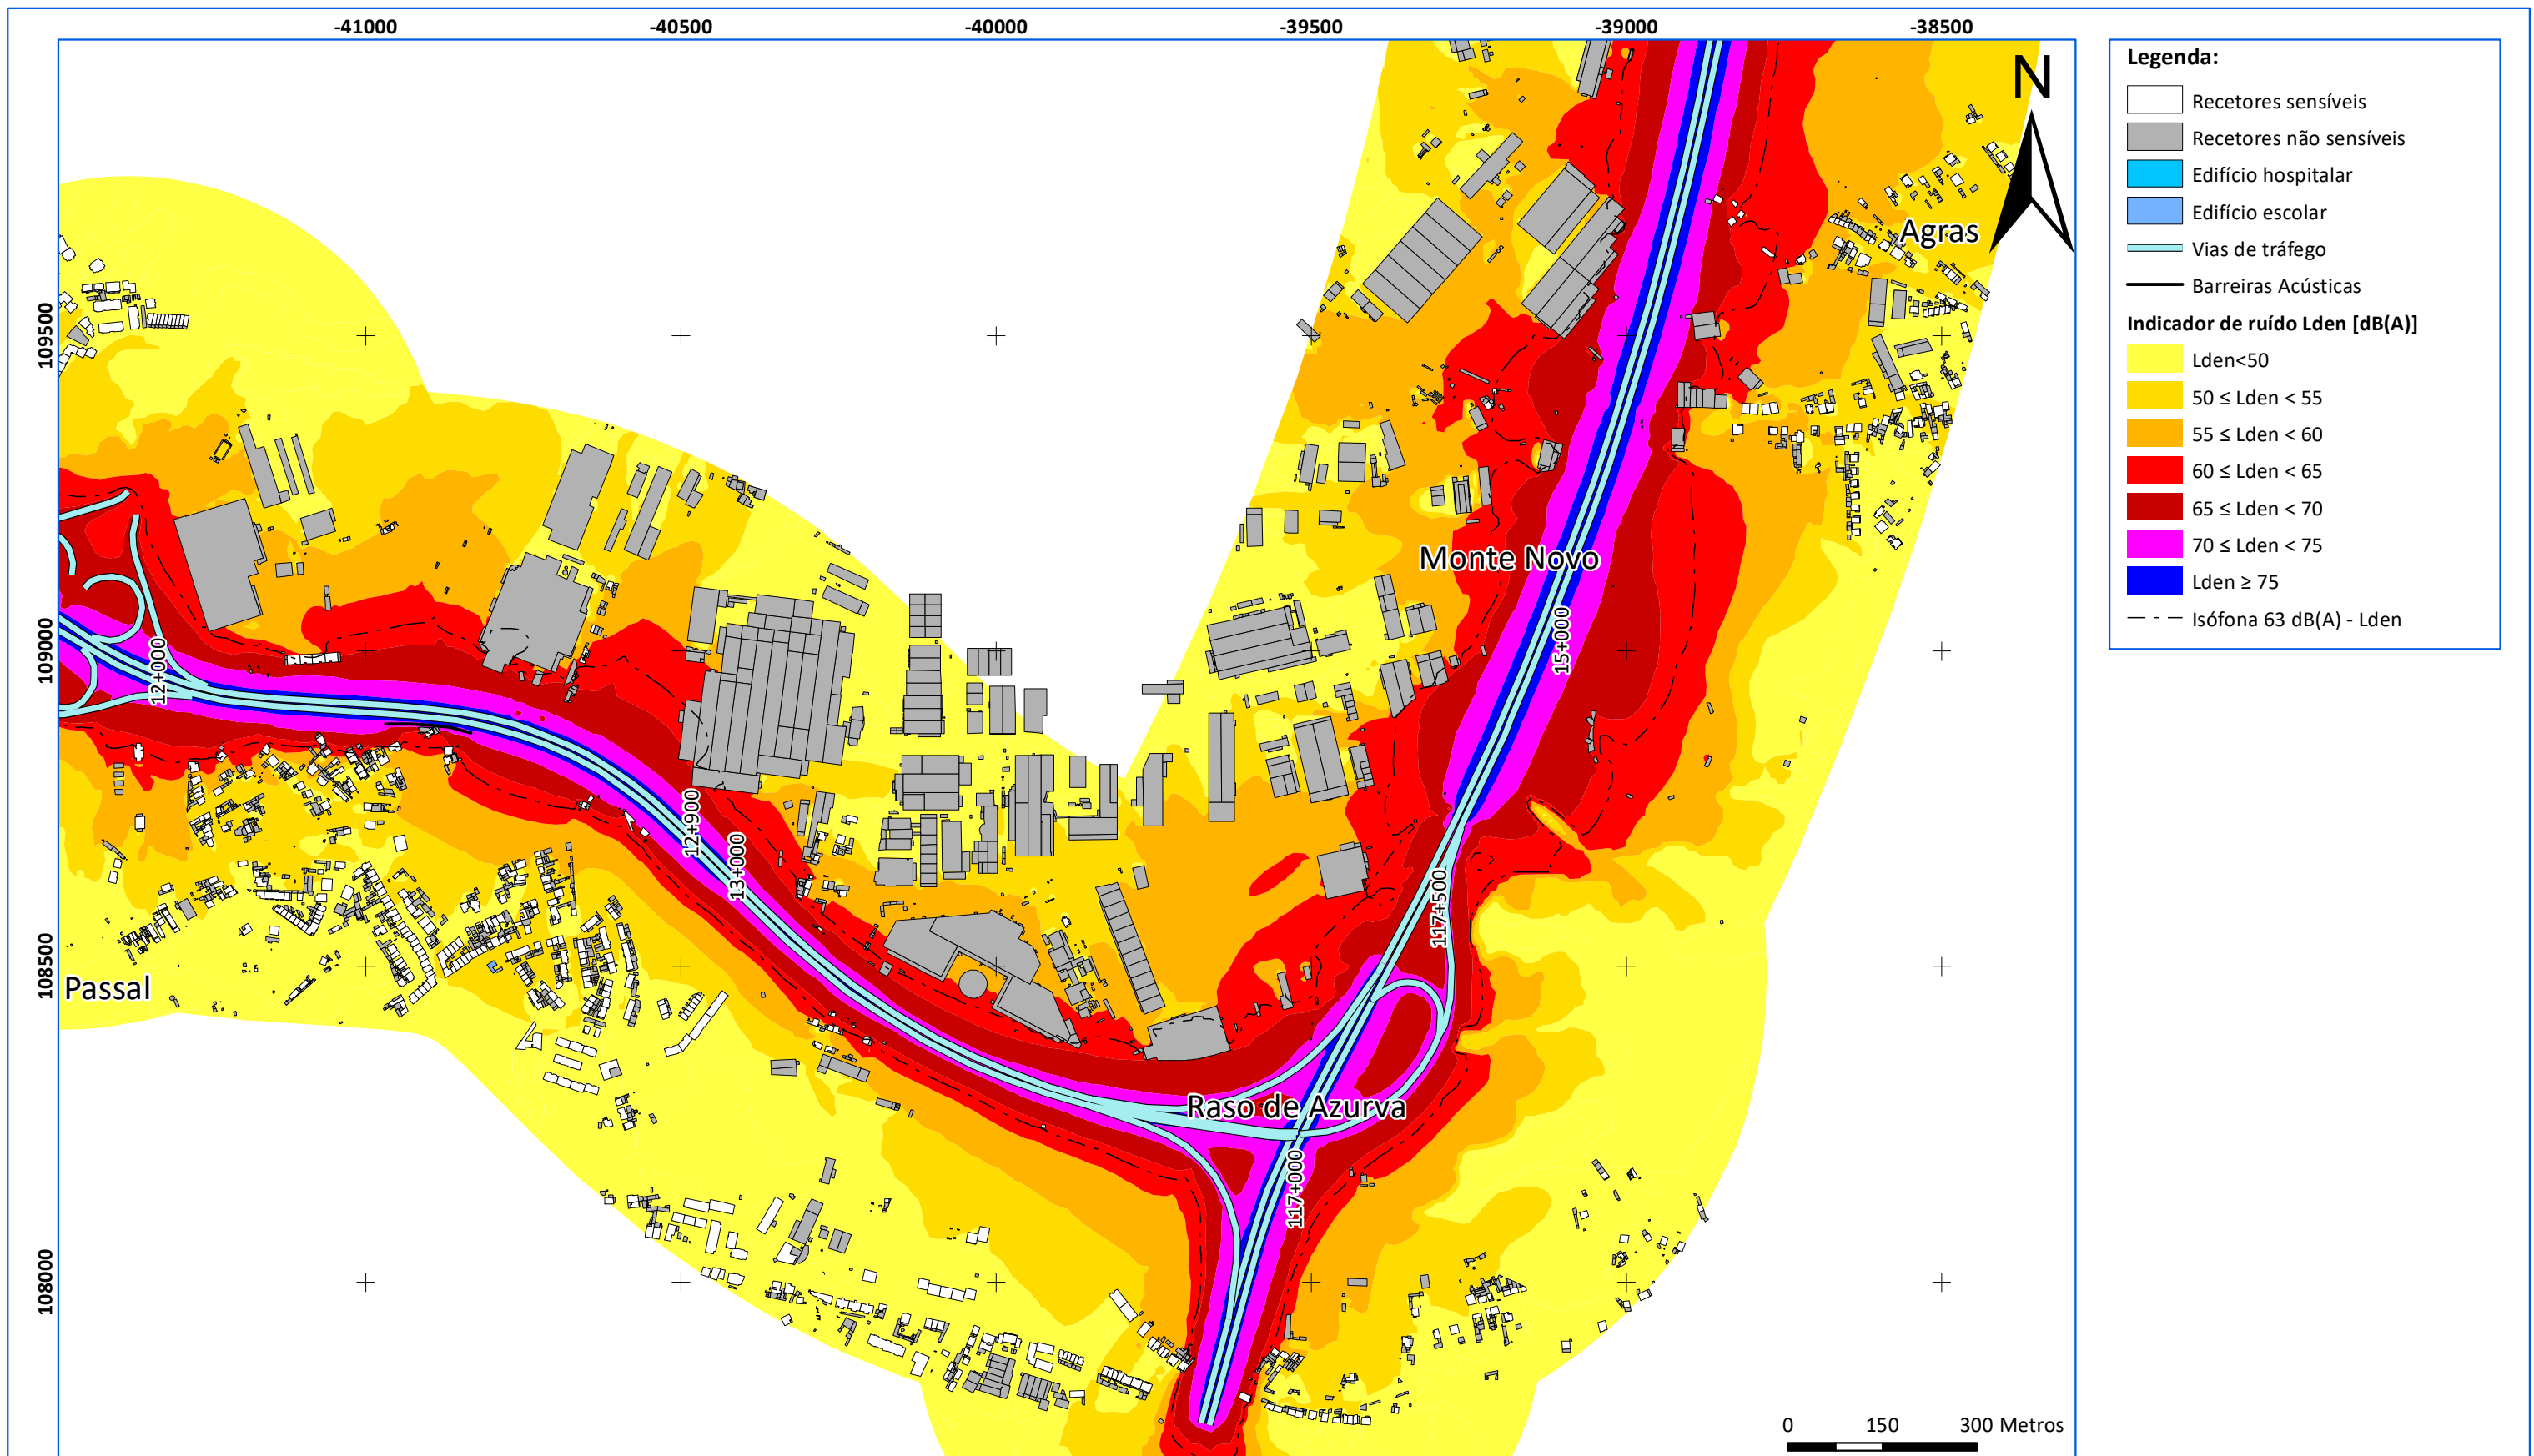 -41000
-40500
-40000
-39500
-39000
-38500
109500
109000
108500
108000
N
Agras
Monte Novo
15+000
12+000
12+900
13+000
117+500
Passal
Raso de Azurva
117+000
0 150 300 Metros
Legenda:
Recetores sensíveis
Recetores não sensíveis
Edifício hospitalar
Edifício escolar
Vias de tráfego
Barreiras Acústicas
Indicador de ruído Lden [dB(A)]
Lden<50
50 ≤ Lden < 55
55 ≤ Lden < 60
60 ≤ Lden < 65
65 ≤ Lden < 70
70 ≤ Lden < 75
Lden ≥ 75
Isófona 63 dB(A) - Lden